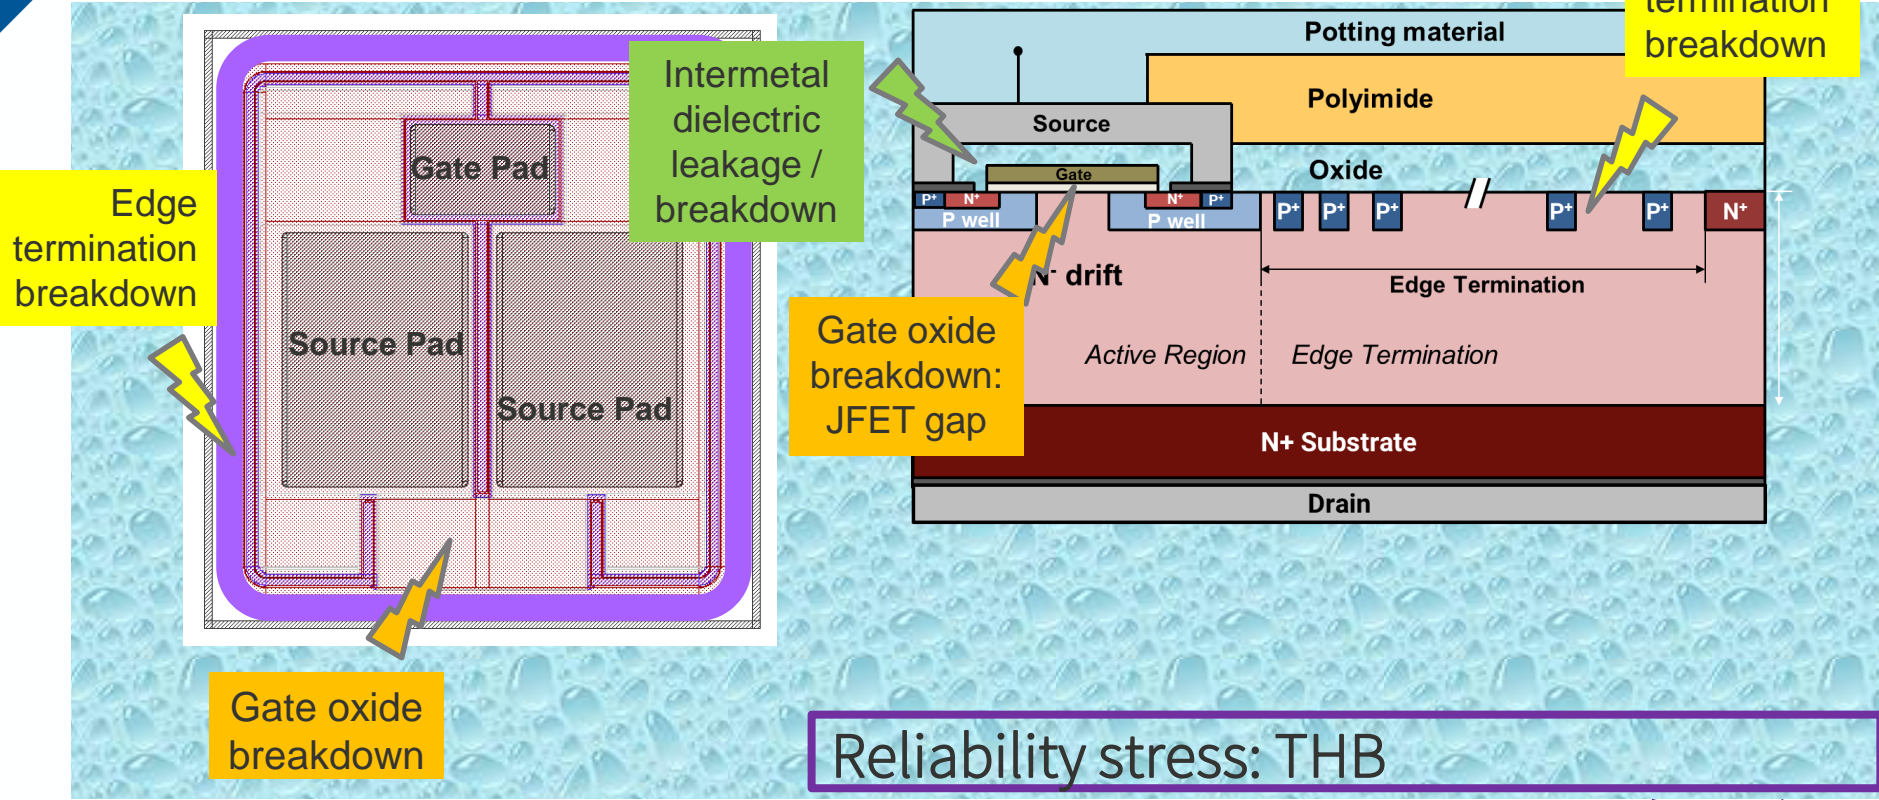 termination
breakdown
Potting material
Polyimide
Intermetal
dielectric
leakage /
breakdown
Source
Gate
Oxide
P+ N+ N+ P+ P+ P+ P+ P+ P+ N+
P well P well
Gate Pad
Edge
termination
breakdown
N- drift
Edge Termination
Gate oxide
breakdown:
JFET gap
Active Region Edge Termination
Source Pad
Source Pad
N+ Substrate
Drain
Gate oxide
breakdown
Reliability stress: THB